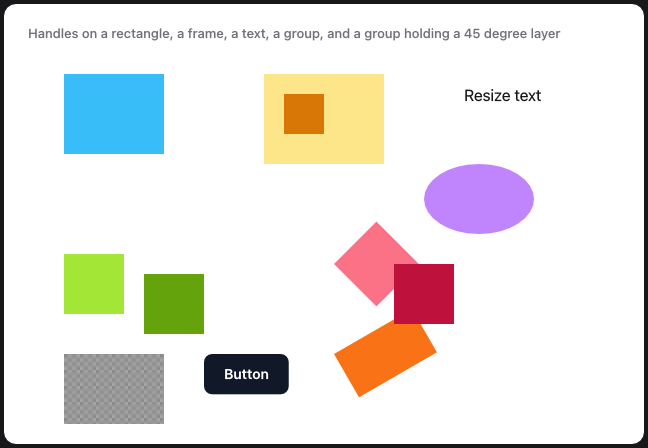 Handles on a rectangle, a frame, a text, a group, and a group holding a 45 degree layer
Resize text
Button